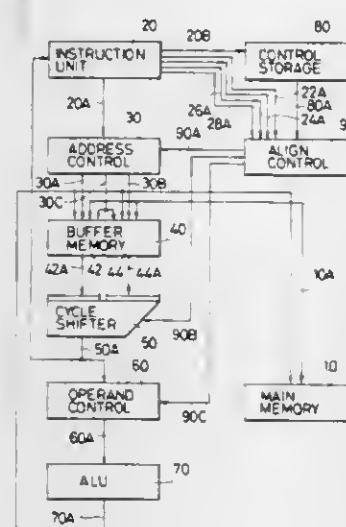 20
80
INSTRUCTION
UNIT
20B
CONTROL
STORAGE
20A
26A
28A
22A
80A
24A
30
90A
9
ADDRESS
CONTROL
ALIGN
CONTROL
30A
30B
30C
BUFFER
MEMORY
40
42A
42
44
44A
10A
CYCLE
SHIFTER
50
90B
50A
60
10
OPERAND
CONTROL
MAIN
MEMORY
90C
60A
ALU
70
70A